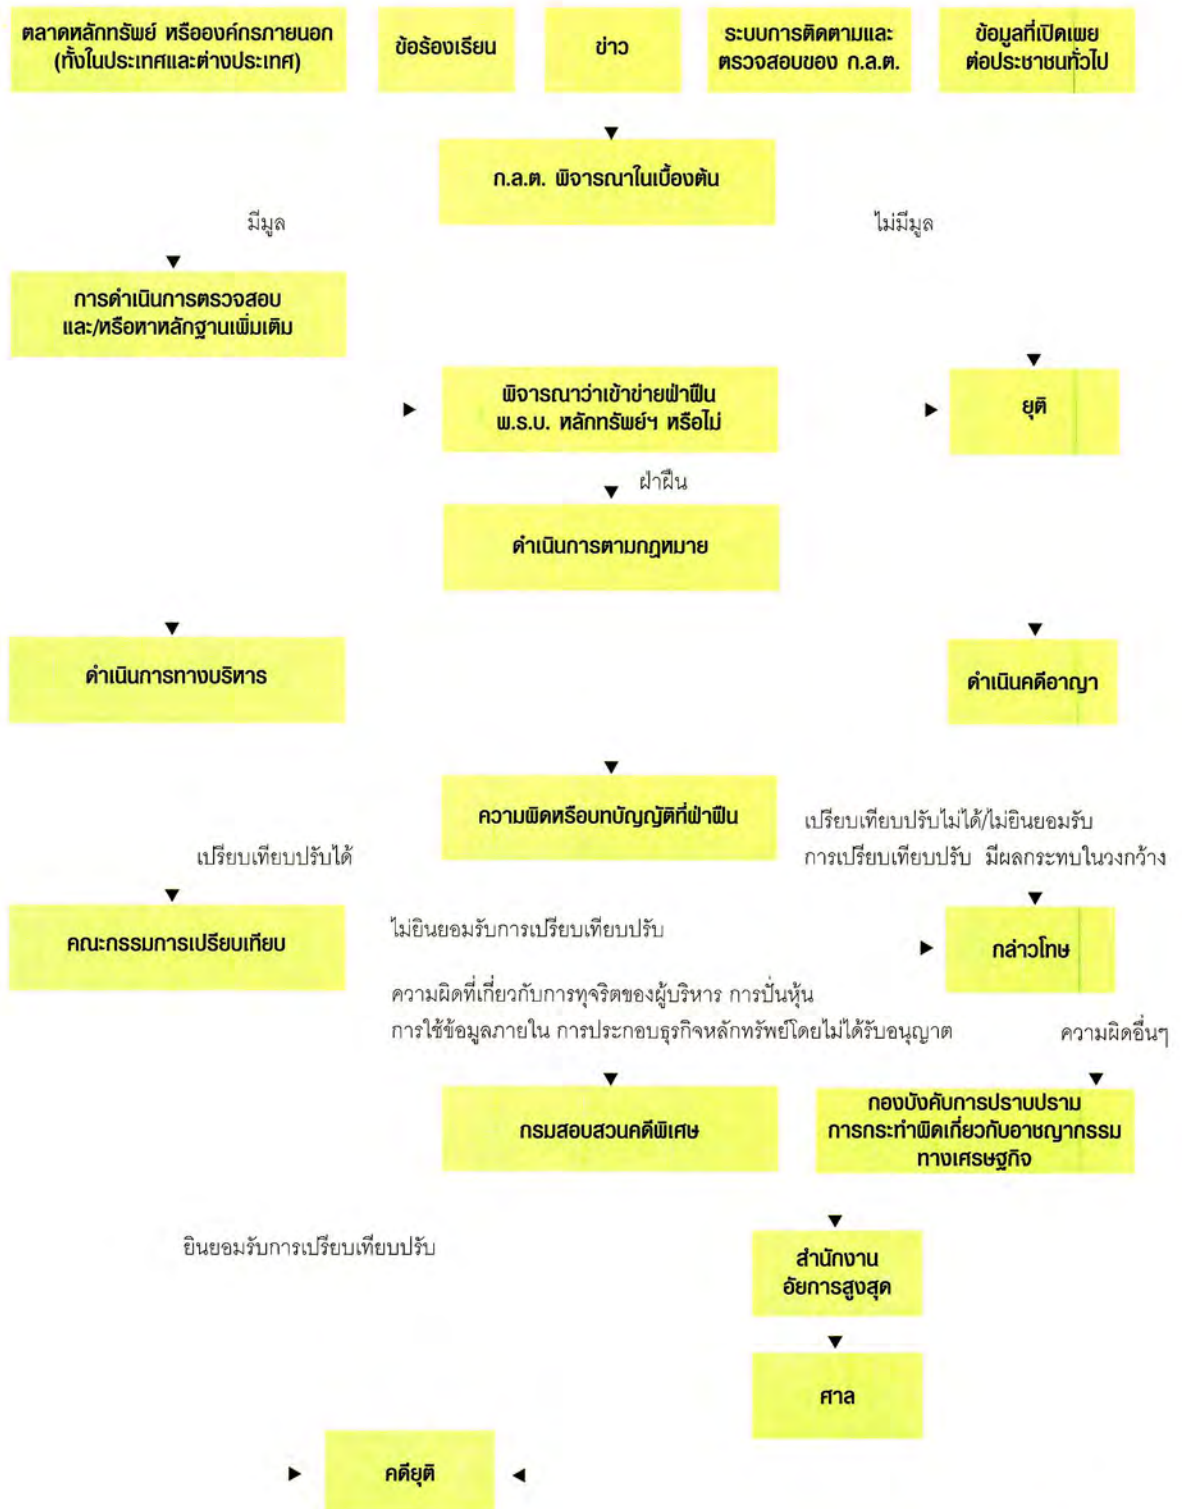 ตลาดหลักทรัพย์ หรือองค์กรภายนอก
(ทั้งในประเทศและต่างประเทศ)
ข้อร้องเรียน
ข่าว
ระบบการติดตามและ
ตรวจสอบของ ก.ล.ต.
ข้อมูลที่เปิดเผย
ต่อประชาชนทั่วไป
ก.ล.ต. พิจารณาในเบื้องต้น
มีมูล
ไม่มีมูล
การดำเนินการตรวจสอบ
และ/หรือหาหลักฐานเพิ่มเติม
พิจารณาว่าเข้าข่ายฝ่าฝืน
พ.ร.บ. หลักทรัพย์ฯ หรือไม่
ยุติ
ฝ่าฝืน
ดำเนินการตามกฎหมาย
ดำเนินการทางบริหาร
ดำเนินคดีอาญา
ความผิดหรือบทบัญญัติที่ฝ่าฝืน
เปรียบเทียบปรับไม่ได้/ไม่ยินยอมรับ
การเปรียบเทียบปรับ มีผลกระทบในวงกว้าง
เปรียบเทียบปรับได้
คณะกรรมการเปรียบเทียบ
ไม่ยินยอมรับการเปรียบเทียบปรับ
กล่าวโทษ
ความผิดที่เกี่ยวกับการทุจริตของผู้บริหาร การปั่นหุ้น
การใช้ข้อมูลภายใน การประกอบธุรกิจหลักทรัพย์โดยไม่ได้รับอนุญาต
ความผิดอื่นๆ
กรมสอบสวนคดีพิเศษ
กองบังคับการปราบปราม
การกระทำผิดเกี่ยวกับอาชญากรรม
ทางเศรษฐกิจ
ยินยอมรับการเปรียบเทียบปรับ
สำนักงาน
อัยการสูงสุด
ศาล
คดียุติ